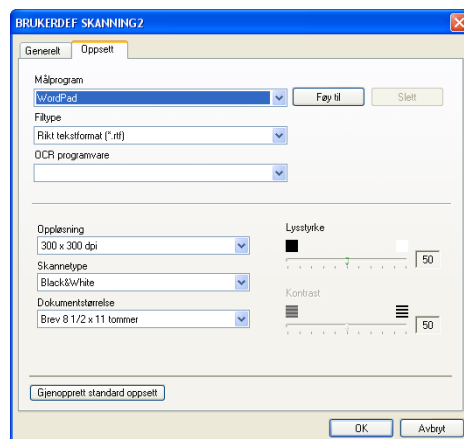 BRUKERDEF SKANNING2
Generelt Oppsett
Målprogram
WordPad Føy til Slett
Filtype
Rikt tekstformat (*.rtf)
OCR programvare
Oppløsning Lysstyrke
300 x 300 dpi 50
Skannetype
Black&White
Kontrast
Dokumentstørrelse
Brev 8 1/2 x 11 tommer 50
Gjenopprett standard oppsett
OK Avbryt